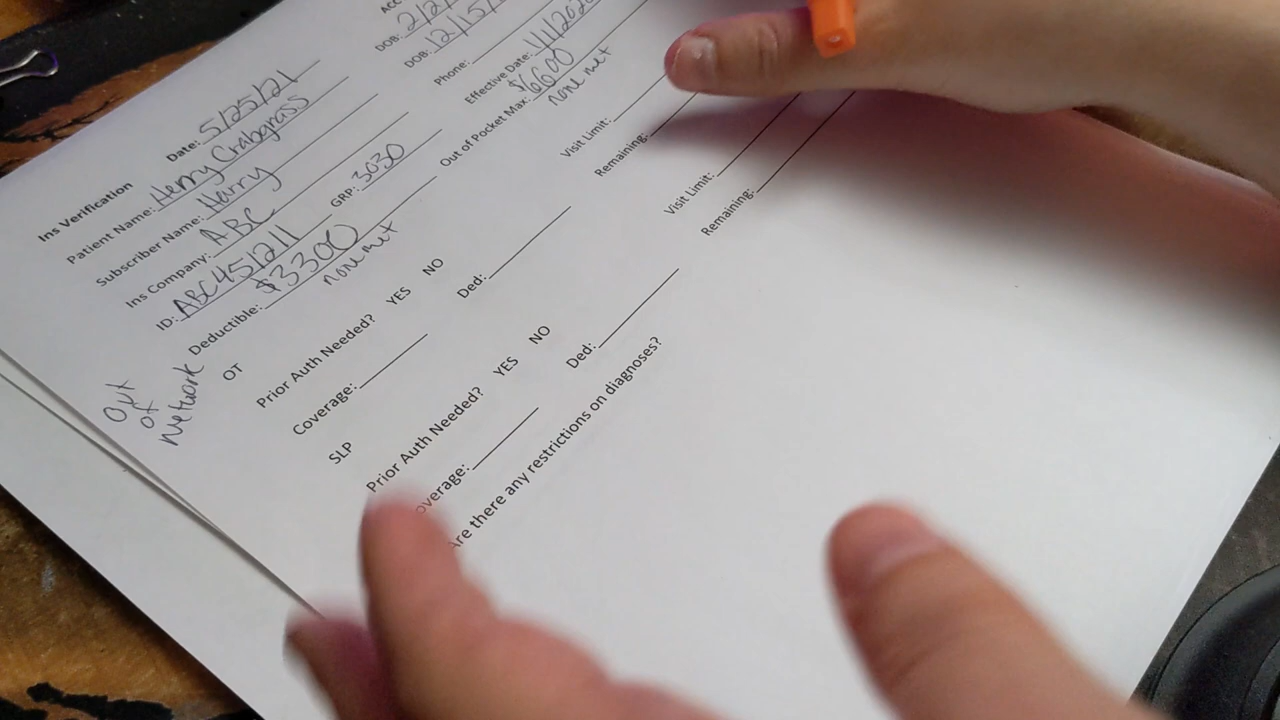 Ins Verification
Date: 5/25/21
ACC
Patient Name: Henry Crabgrass
DOB: 2/2/
Subscriber Name: Harry
DOB: 12/15/
Ins Company: ABC
Phone:
ID: ABC451211 GRP: 3030
Effective Date: 1/1/202
Deductible: $3300
none met
Out of Pocket Max: $6600
none met
out
of
network
OT
Prior Auth Needed? YES NO
Visit Limit:
Coverage: Ded:
Remaining:
SLP
Prior Auth Needed? YES NO
Visit Limit:
overage: Ded:
Remaining:
Are there any restrictions on diagnoses?